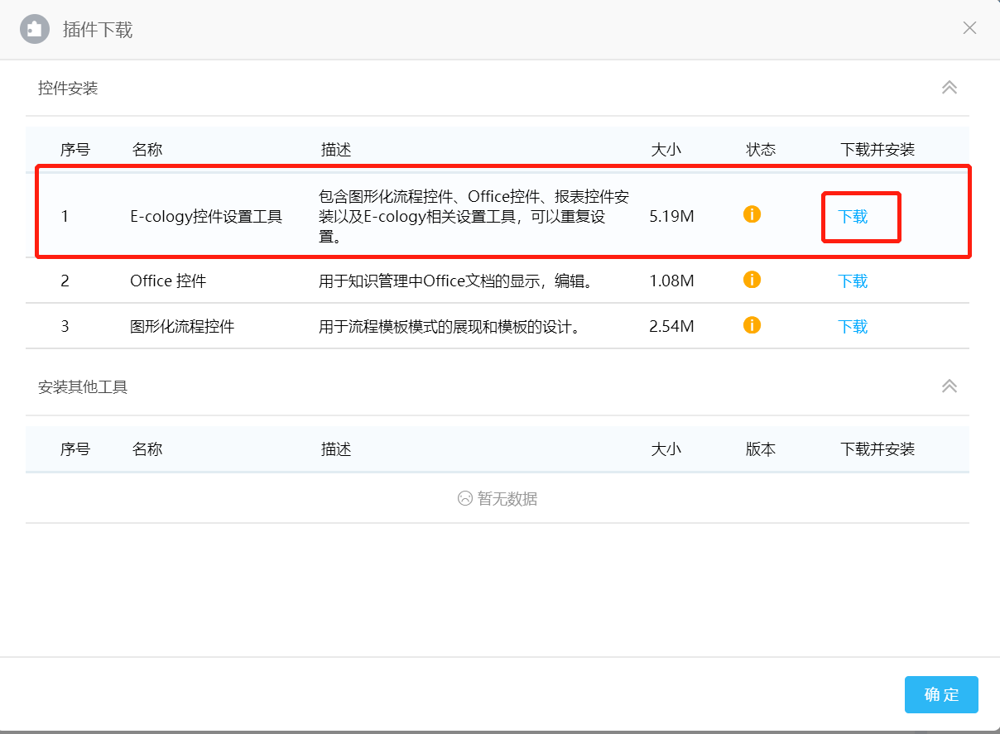 插件下载
控件安装
序号 名称 描述 大小 状态 下载并安装
1 E-cology控件设置工具 包含图形化流程控件、Office控件、报表控件安 5.19M 下载
装以及E-cology相关设置工具，可以重复设
置。
2 Office 控件 用于知识管理中Office文档的显示，编辑。 1.08M 下载
3 图形化流程控件 用于流程模板模式的展现和模板的设计。 2.54M 下载
安装其他工具
序号 名称 描述 大小 版本 下载并安装
暂无数据
确定